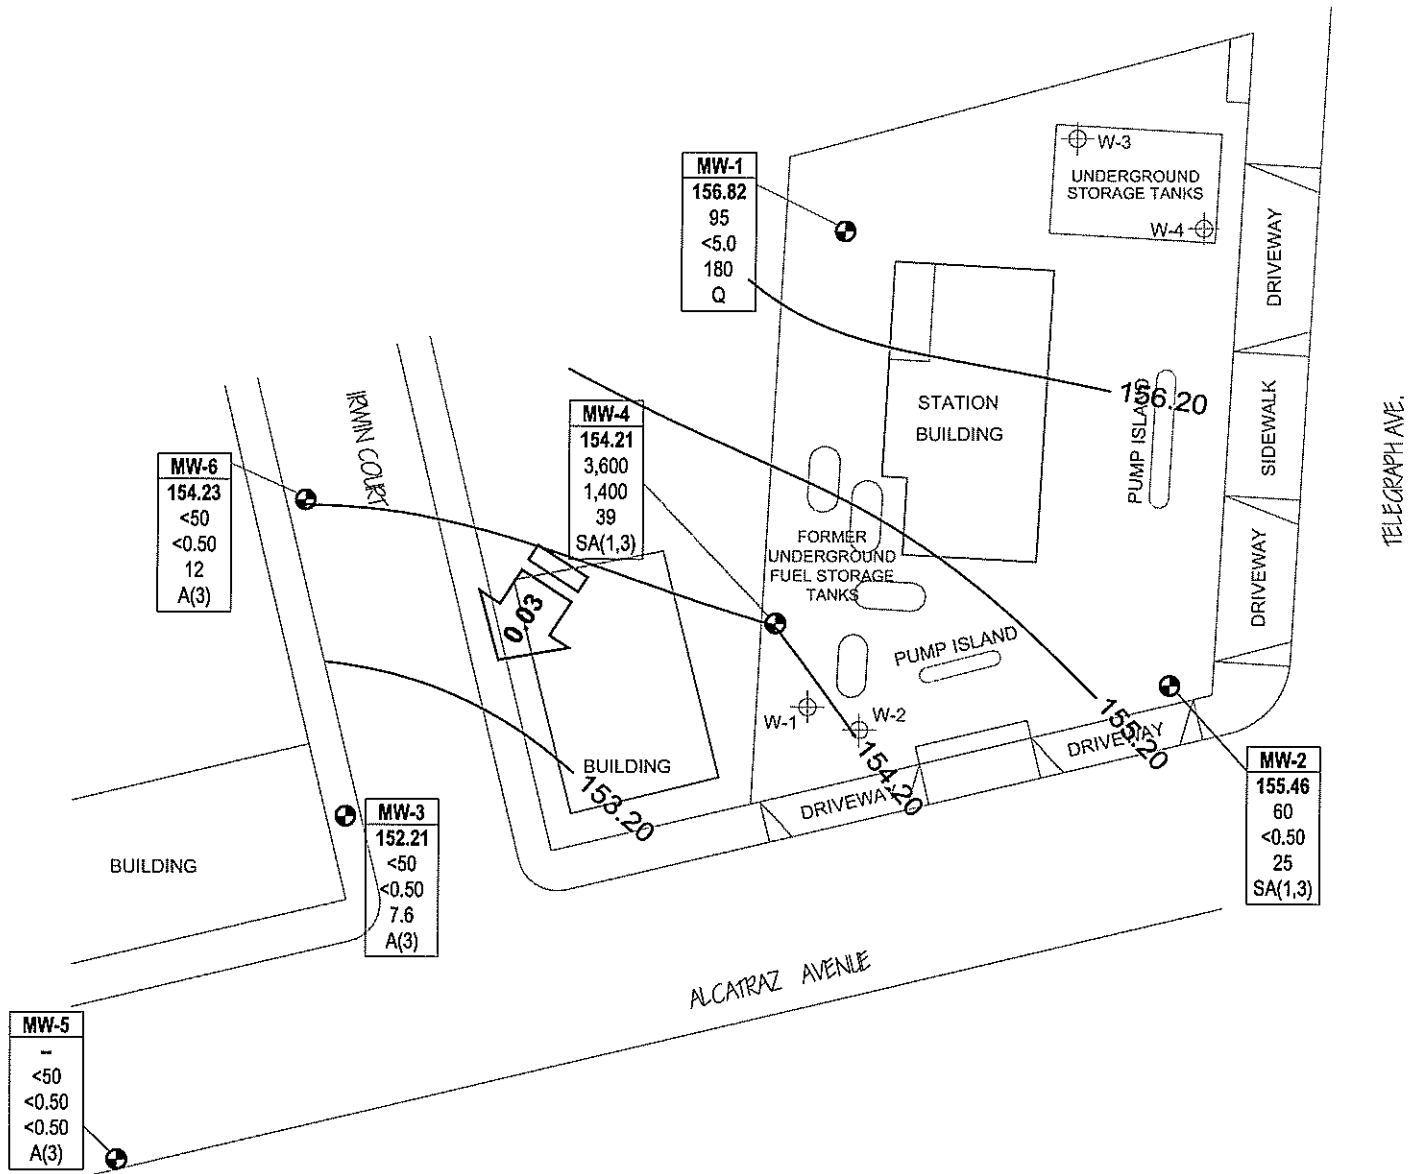 W-3
UNDERGROUND
STORAGE TANKS
W-4
DRIVEWAY
MW-1
156.82
95
<5.0
180
Q
156.20
PUMP ISLAND
SIDEWALK
TELEGRAPH AVE.
STATION
BUILDING
IRWIN COURT
MW-4
154.21
3,600
1,400
39
SA(1,3)
MW-6
154.23
<50
<0.50
12
A(3)
FORMER
UNDERGROUND
FUEL STORAGE
TANKS
DRIVEWAY
0.03
PUMP ISLAND
W-1
W-2
155.20
DRIVEWAY
154.20
DRIVEWAY
BUILDING
153.20
MW-2
155.46
60
<0.50
25
SA(1,3)
MW-3
152.21
<50
<0.50
7.6
A(3)
BUILDING
ALCATRAZ AVENUE
MW-5
–
<50
<0.50
<0.50
A(3)